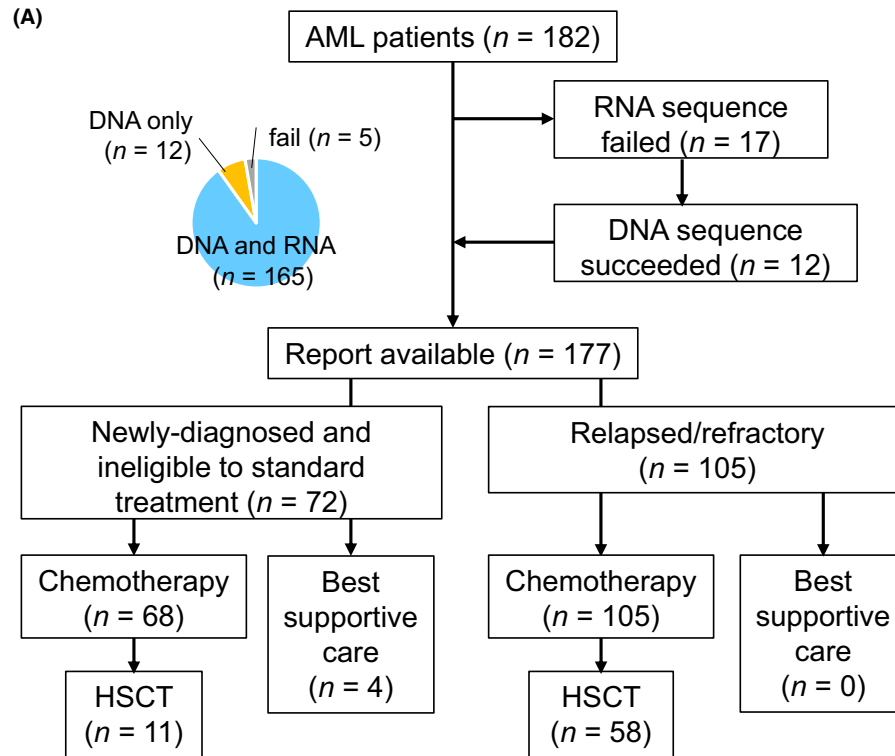 (A)
AML patients (n = 182)
RNA sequence
failed (n = 17)
DNA only
(n = 12)
fail (n = 5)
DNA and RNA
(n = 165)
DNA sequence
succeeded (n = 12)
Report available (n = 177)
Newly-diagnosed and
ineligible to standard
treatment (n = 72)
Relapsed/refractory
(n = 105)
Chemotherapy
(n = 68)
Best
supportive
care
(n = 4)
Chemotherapy
(n = 105)
Best
supportive
care
(n = 0)
HSCT
(n = 11)
HSCT
(n = 58)